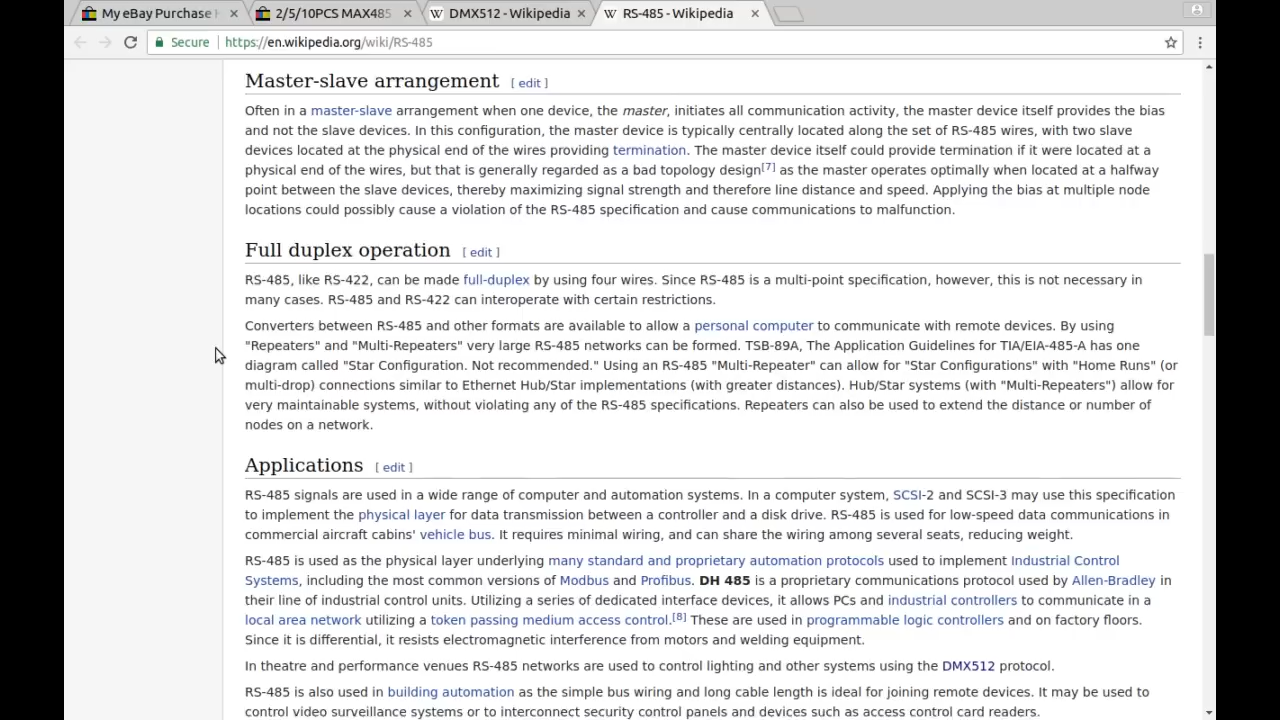 My eBay Purchase H
2/5/10PCS MAX485
DMX512 - Wikipedia
RS-485 - Wikipedia
Secure https://en.wikipedia.org/wiki/RS-485
Master-slave arrangement [ edit ]
Often in a master-slave arrangement when one device, the master, initiates all communication activity, the master device itself provides the bias
and not the slave devices. In this configuration, the master device is typically centrally located along the set of RS-485 wires, with two slave
devices located at the physical end of the wires providing termination. The master device itself could provide termination if it were located at a
physical end of the wires, but that is generally regarded as a bad topology design[7] as the master operates optimally when located at a halfway
point between the slave devices, thereby maximizing signal strength and therefore line distance and speed. Applying the bias at multiple node
locations could possibly cause a violation of the RS-485 specification and cause communications to malfunction.
Full duplex operation [ edit ]
RS-485, like RS-422, can be made full-duplex by using four wires. Since RS-485 is a multi-point specification, however, this is not necessary in
many cases. RS-485 and RS-422 can interoperate with certain restrictions.
Converters between RS-485 and other formats are available to allow a personal computer to communicate with remote devices. By using
"Repeaters" and "Multi-Repeaters" very large RS-485 networks can be formed. TSB-89A, The Application Guidelines for TIA/EIA-485-A has one
diagram called "Star Configuration. Not recommended." Using an RS-485 "Multi-Repeater" can allow for "Star Configurations" with "Home Runs" (or
multi-drop) connections similar to Ethernet Hub/Star implementations (with greater distances). Hub/Star systems (with "Multi-Repeaters") allow for
very maintainable systems, without violating any of the RS-485 specifications. Repeaters can also be used to extend the distance or number of
nodes on a network.
Applications [ edit ]
RS-485 signals are used in a wide range of computer and automation systems. In a computer system, SCSI-2 and SCSI-3 may use this specification
to implement the physical layer for data transmission between a controller and a disk drive. RS-485 is used for low-speed data communications in
commercial aircraft cabins' vehicle bus. It requires minimal wiring, and can share the wiring among several seats, reducing weight.
RS-485 is used as the physical layer underlying many standard and proprietary automation protocols used to implement Industrial Control
Systems, including the most common versions of Modbus and Profibus. DH 485 is a proprietary communications protocol used by Allen-Bradley in
their line of industrial control units. Utilizing a series of dedicated interface devices, it allows PCs and industrial controllers to communicate in a
local area network utilizing a token passing medium access control.[8] These are used in programmable logic controllers and on factory floors.
Since it is differential, it resists electromagnetic interference from motors and welding equipment.
In theatre and performance venues RS-485 networks are used to control lighting and other systems using the DMX512 protocol.
RS-485 is also used in building automation as the simple bus wiring and long cable length is ideal for joining remote devices. It may be used to
control video surveillance systems or to interconnect security control panels and devices such as access control card readers.